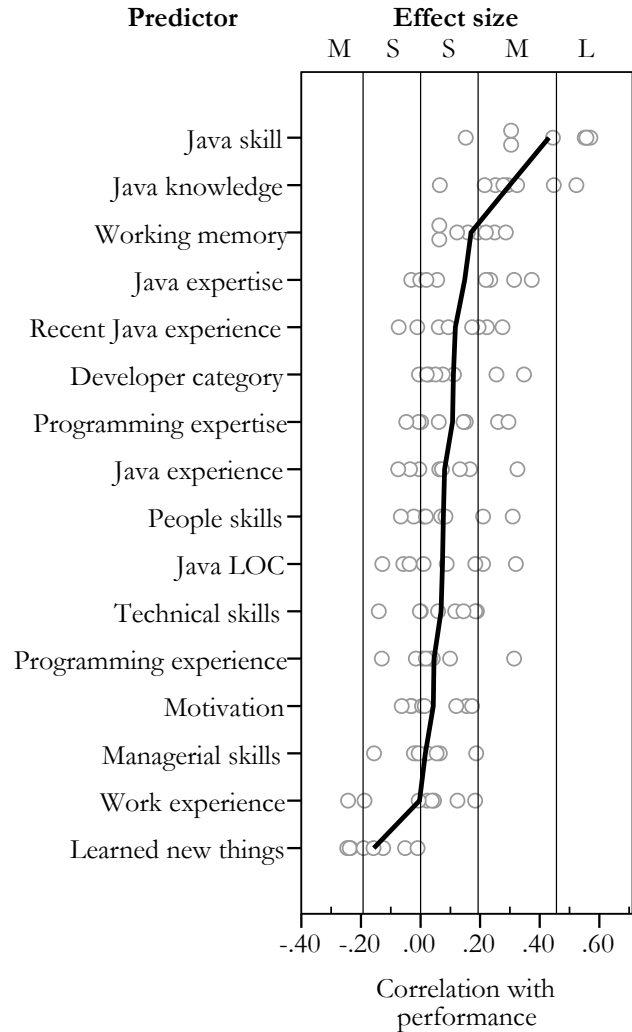 Predictor Effect size
M S S M L
Java skill
Java knowledge
Working memory
Java expertise
Recent Java experience
Developer category
Programming expertise
Java experience
People skills
Java LOC
Technical skills
Programming experience
Motivation
Managerial skills
Work experience
Learned new things
-.40 -.20 .00 .20 .40 .60
Correlation with
performance